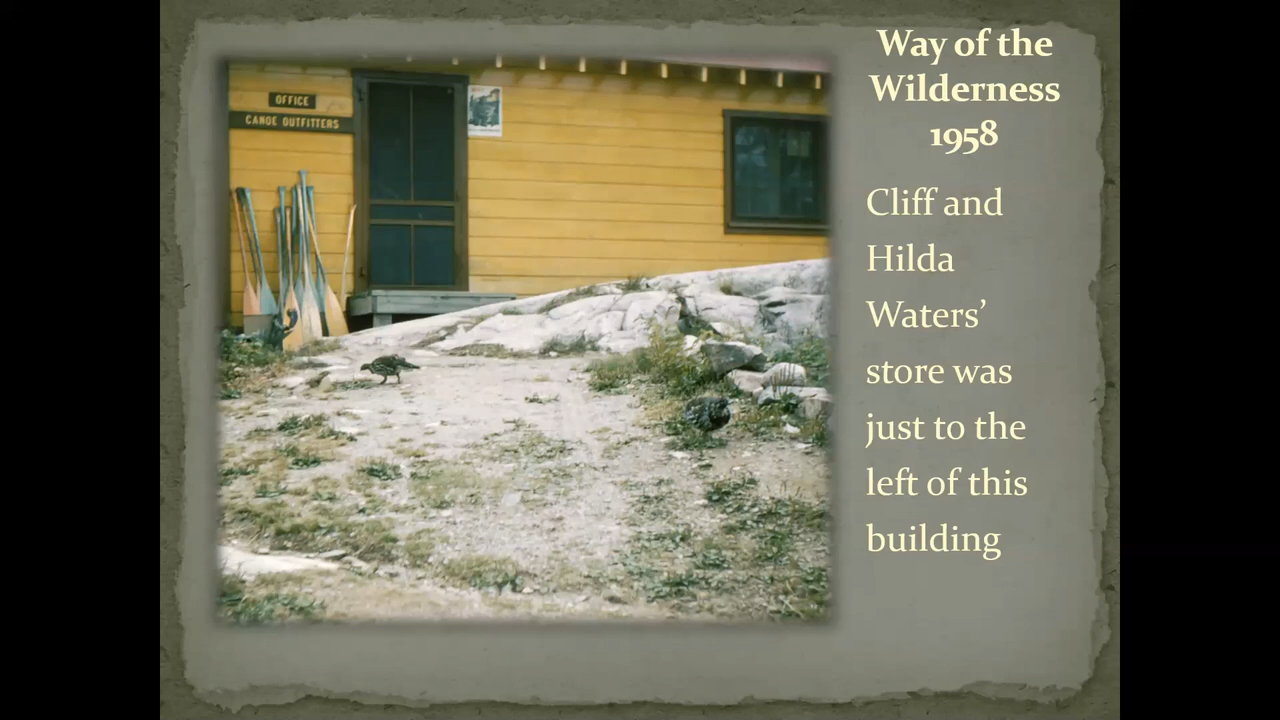 OFFICE
CANOE OUTFITTERS
Way of the
Wilderness
1958
Cliff and
Hilda
Waters’
store was
just to the
left of this
building